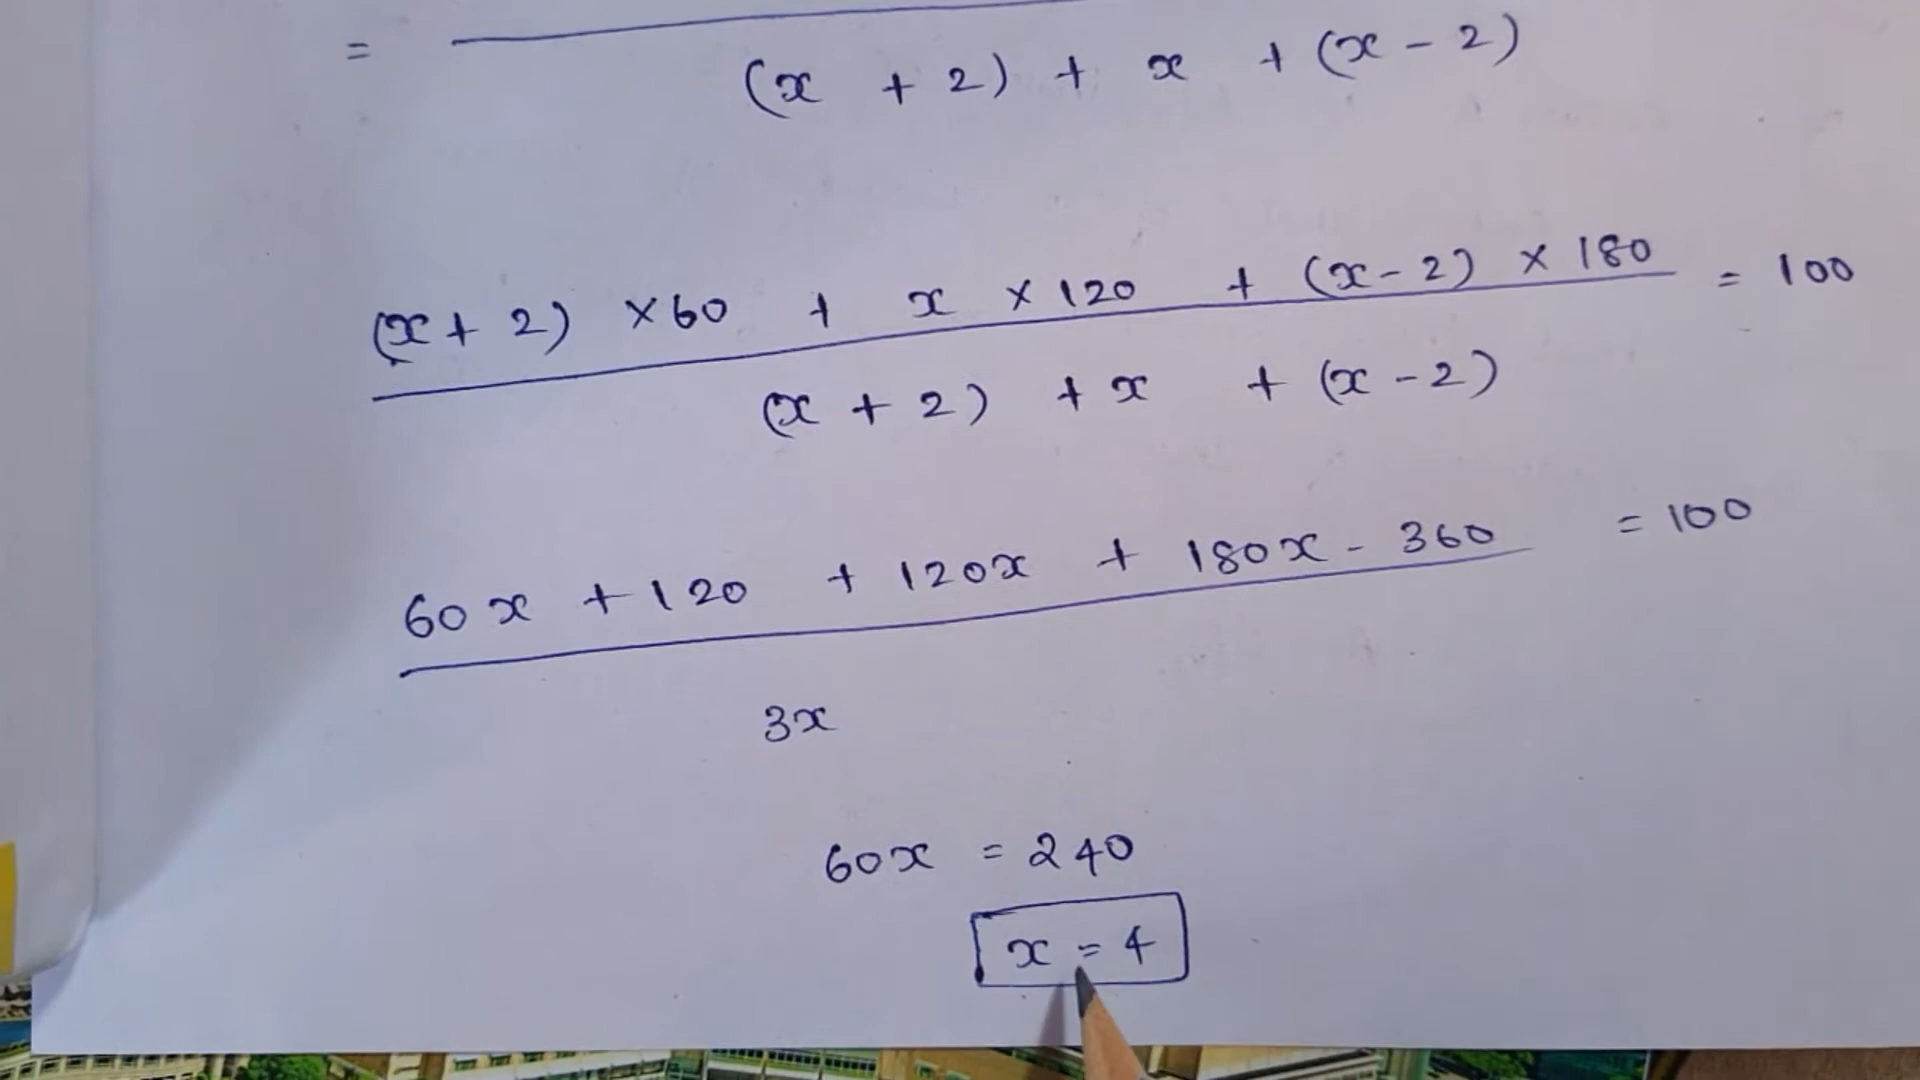 =
(x + 2) + x + (x - 2)
(x + 2) × 60 + x × 120 + (x - 2) × 180 = 100
(x + 2) + x + (x - 2)
60x + 120 + 120x + 180x - 360 = 100
3x
60x = 240
x = 4